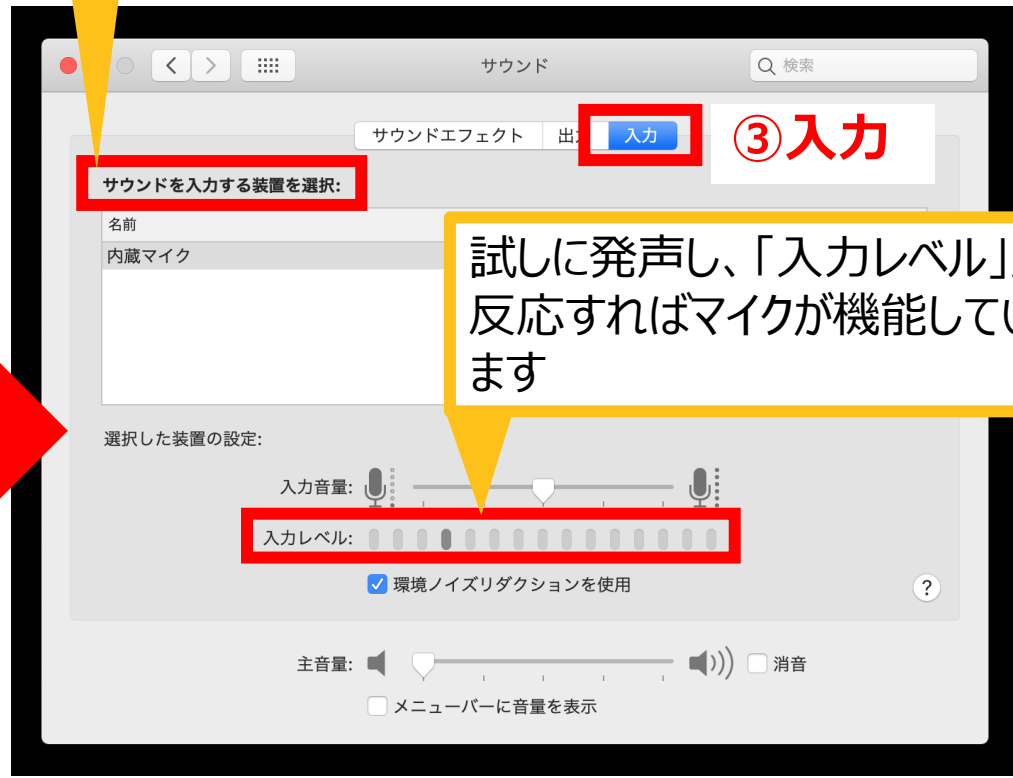 サウンド
検索
サウンドエフェクト 出 入力
③入力
サウンドを入力する装置を選択:
名前
内蔵マイク
試しに発声し、「入力レベル」
反応すればマイクが機能してい
ます
選択した装置の設定:
入力音量:
入力レベル:
環境ノイズリダクションを使用
?
主音量:
消音
メニューバーに音量を表示